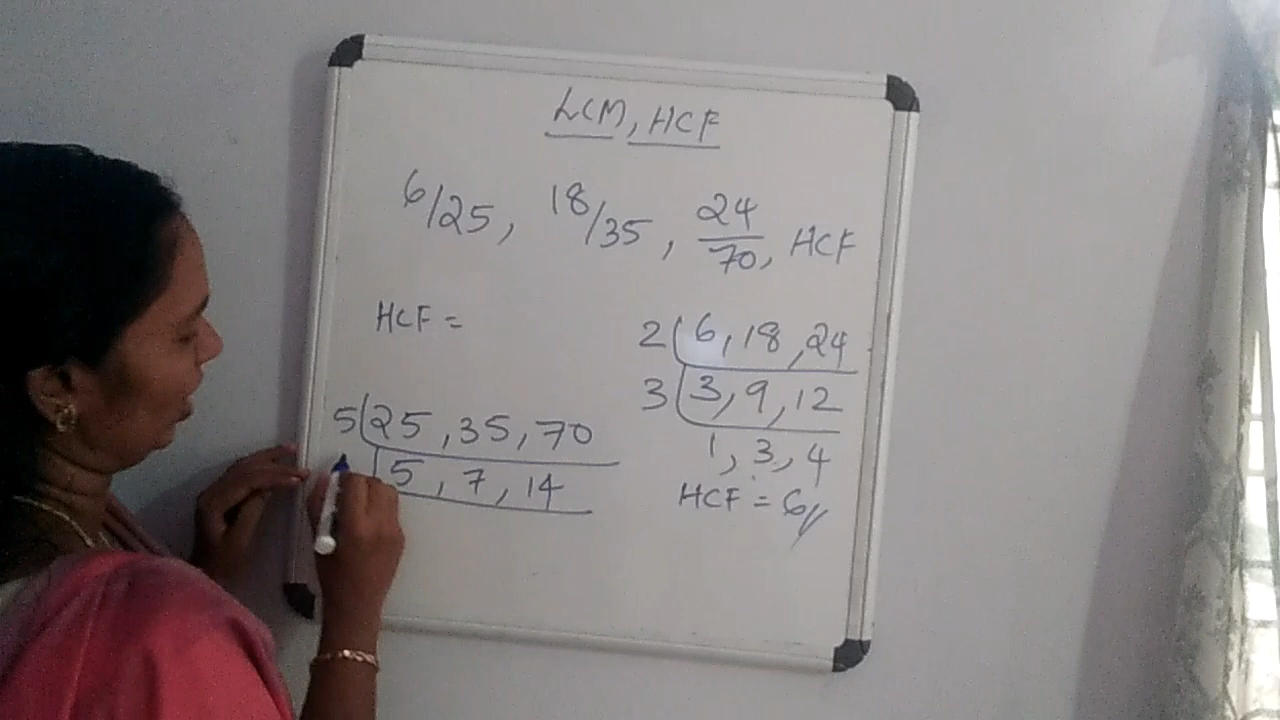 LCM, HCF
6/25, 18/35, 24/70, HCF
HCF =
2 6, 18, 24
3 3, 9, 12
1, 3, 4
HCF = 6//
5 25, 35, 70
5, 7, 14